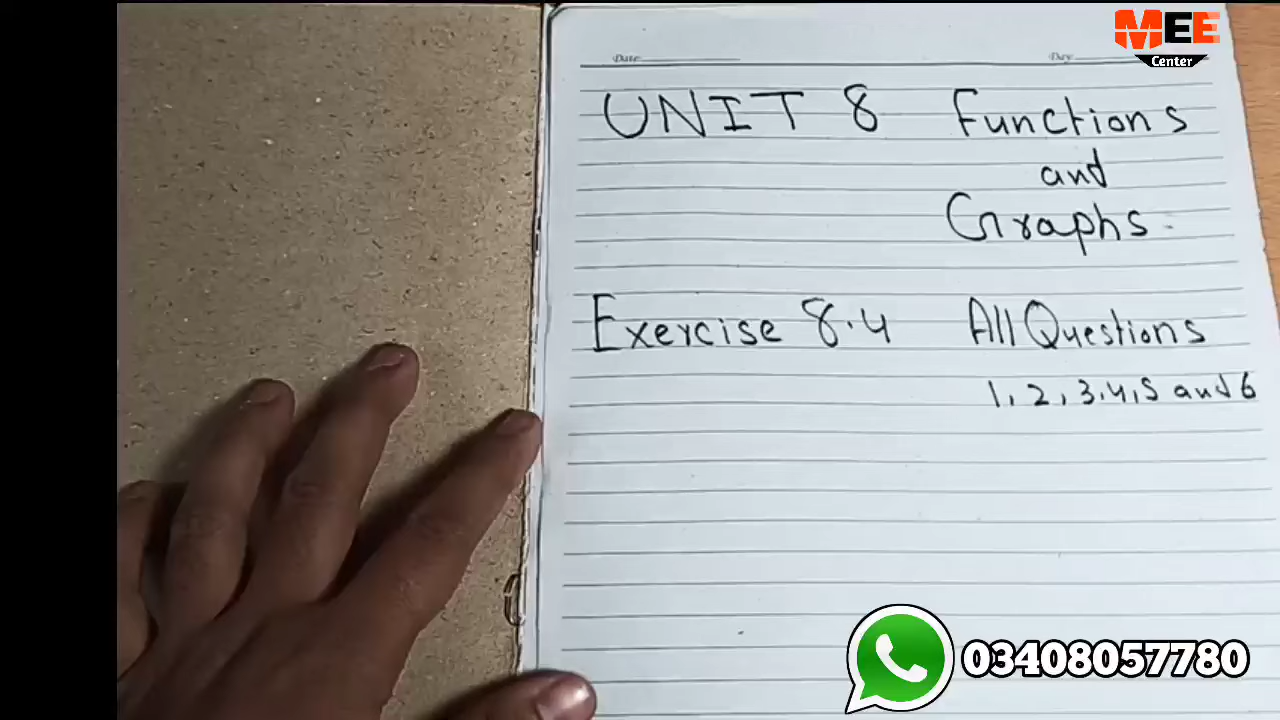 MEE
Center
Date
Day
UNIT 8 Functions
and
Graphs.
Exercise 8.4 All Questions
1, 2, 3, 4, 5 and 6
03408057780